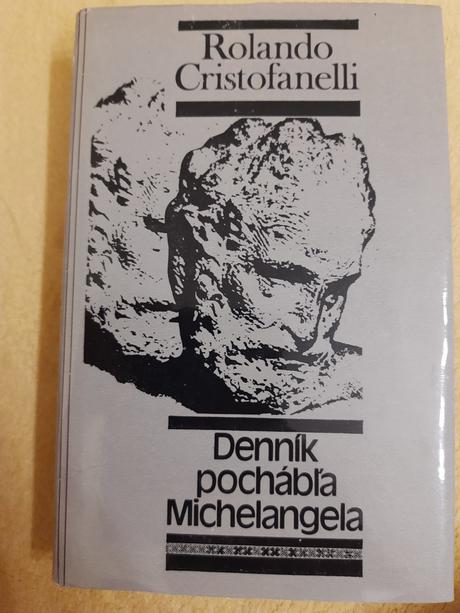 Rolando
Cristofanelli
Denník
pochábľa
Michelangela